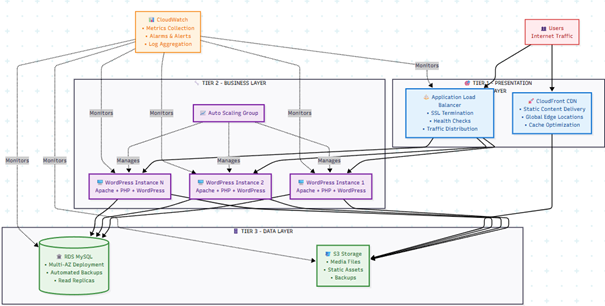 CloudWatch
• Metrics Collection
• Alarms & Alerts
• Log Aggregation
Users
Internet Traffic
Monitors
TIER 2 - BUSINESS LAYER
TIER 1 - PRESENTATION
LAYER
Application Load
Balancer
• SSL Termination
• Health Checks
• Traffic Distribution
CloudFront CDN
• Static Content Delivery
• Global Edge Locations
• Cache Optimization
Auto Scaling Group
Monitors
Monitors
Monitors
Monitors
Monitors
Manages
Manages
Manages
WordPress Instance N
Apache + PHP + WordPress
WordPress Instance 2
Apache + PHP + WordPress
WordPress Instance 1
Apache + PHP + WordPress
TIER 3 - DATA LAYER
RDS MySQL
• Multi-AZ Deployment
• Automated Backups
• Read Replicas
S3 Storage
• Media Files
• Static Assets
• Backups